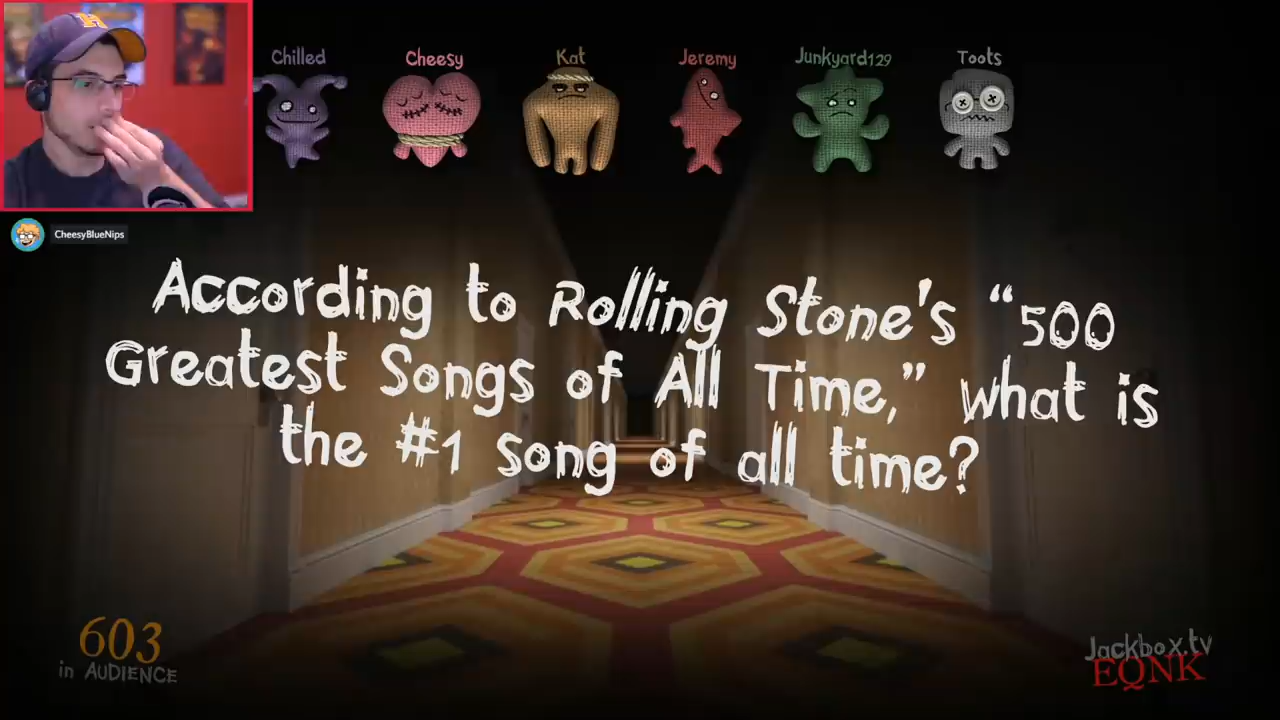 Chilled
Cheesy
Kat
Jeremy
Junkyard129
Toots
H
CheesyBlueNips
According to Rolling Stone's "500
Greatest Songs of All Time," what is
the #1 song of all time?
603
in AUDIENCE
Jackbox.tv
EQNK